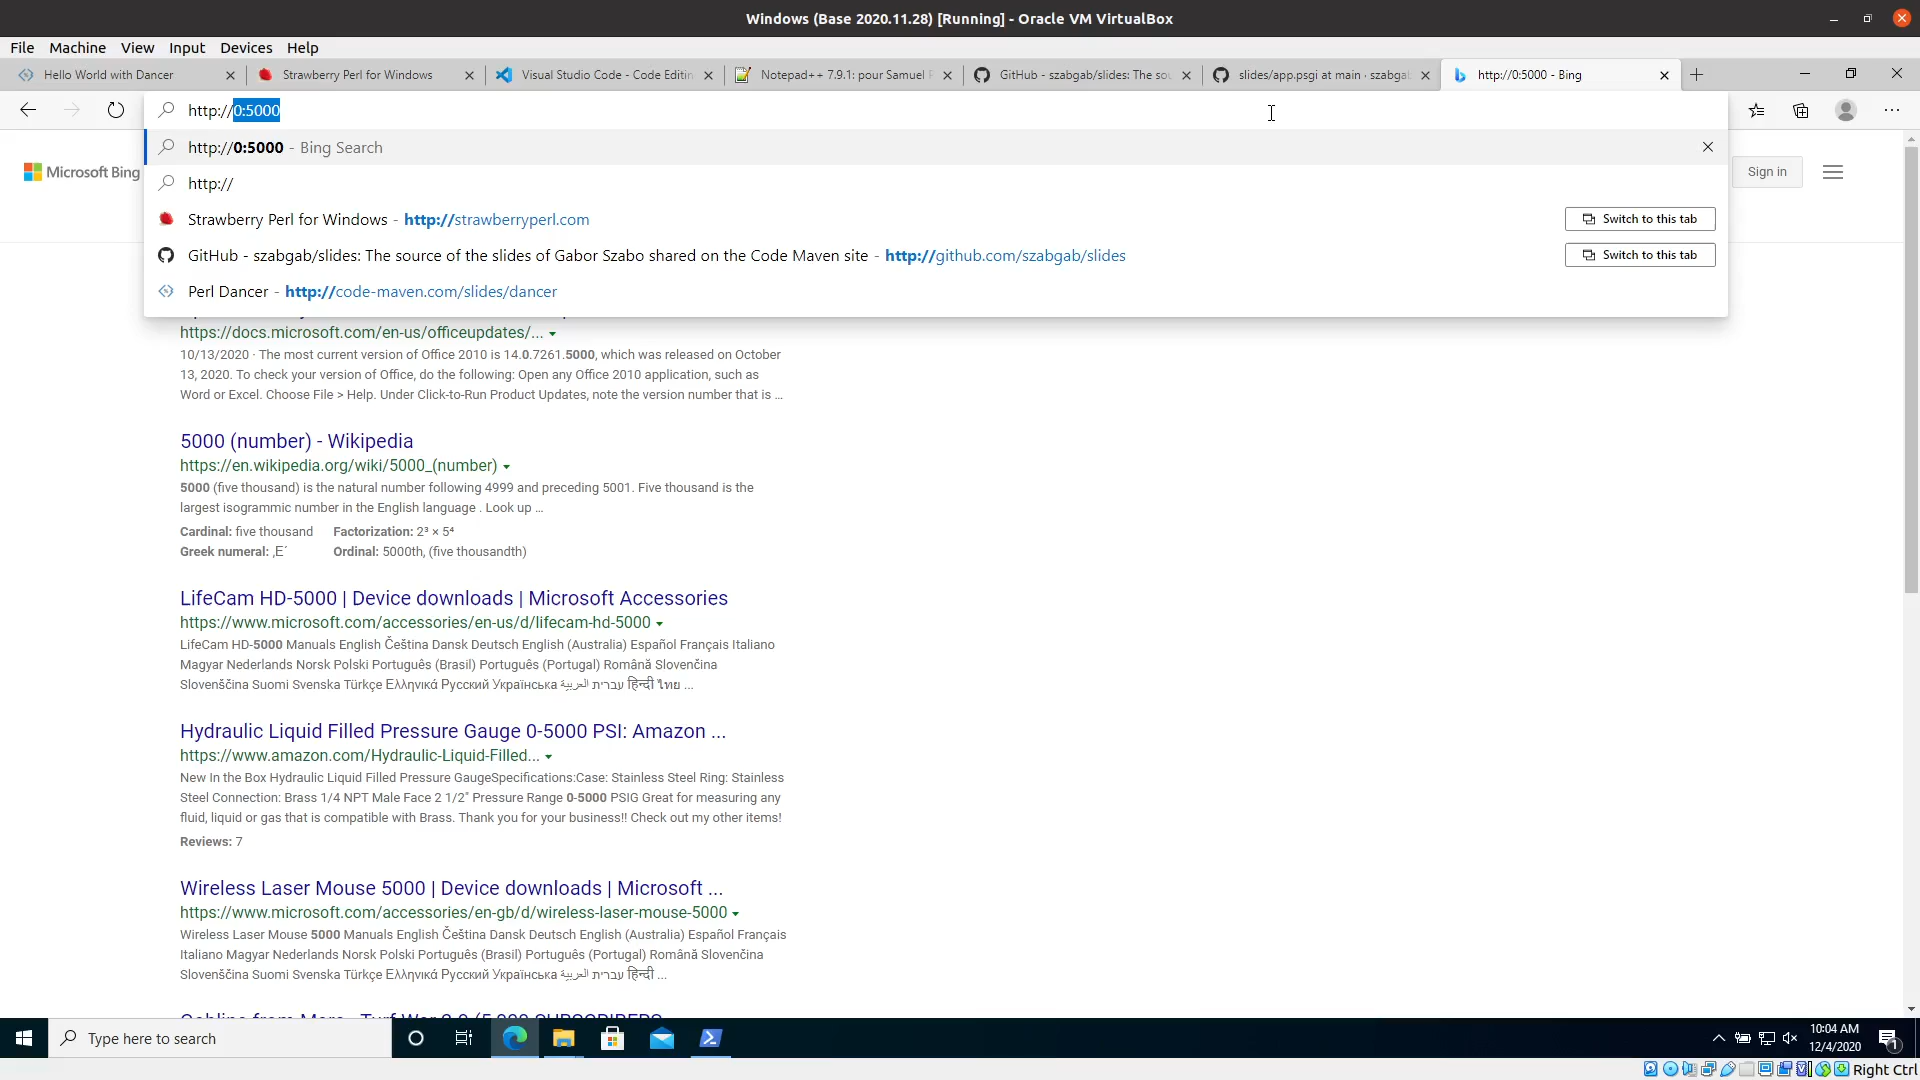 Windows (Base 2020.11.28) [Running] - Oracle VM VirtualBox
File Machine View Input Devices Help
Hello World with Dancer
Strawberry Perl for Windows
Visual Studio Code - Code Editin
Notepad++ 7.9.1: pour Samuel
GitHub - szabgab/slides: The sou
slides/app.psgi at main · szabgab
http://0:5000 - Bing
http://0:5000
http://0:5000 - Bing Search
http://
Strawberry Perl for Windows - http://strawberryperl.com
Switch to this tab
GitHub - szabgab/slides: The source of the slides of Gabor Szabo shared on the Code Maven site - http://github.com/szabgab/slides
Switch to this tab
Perl Dancer - http://code-maven.com/slides/dancer
Microsoft Bing
Sign in
https://docs.microsoft.com/en-us/officeupdates/...
10/13/2020 · The most current version of Office 2010 is 14.0.7261.5000, which was released on October
13, 2020. To check your version of Office, do the following: Open any Office 2010 application, such as
Word or Excel. Choose File > Help. Under Click-to-Run Product Updates, note the version number that is ...
5000 (number) - Wikipedia
https://en.wikipedia.org/wiki/5000_(number)
5000 (five thousand) is the natural number following 4999 and preceding 5001. Five thousand is the
largest isogrammic number in the English language . Look up ...
Cardinal: five thousand Factorization: 2³ × 5⁴
Greek numeral: ,Ε´ Ordinal: 5000th, (five thousandth)
LifeCam HD-5000 | Device downloads | Microsoft Accessories
https://www.microsoft.com/accessories/en-us/d/lifecam-hd-5000
LifeCam HD-5000 Manuals English Čeština Dansk Deutsch English (Australia) Español Français Italiano
Magyar Nederlands Norsk Polski Português (Brasil) Português (Portugal) Română Slovenčina
Slovenščina Suomi Svenska Türkçe Ελληνικά Русский Українська עברית العربية हिन्दी ไทย ...
Hydraulic Liquid Filled Pressure Gauge 0-5000 PSI: Amazon ...
https://www.amazon.com/Hydraulic-Liquid-Filled...
New In the Box Hydraulic Liquid Filled Pressure GaugeSpecifications:Case: Stainless Steel Ring: Stainless
Steel Connection: Brass 1/4 NPT Male Face 2 1/2" Pressure Range 0-5000 PSIG Great for measuring any
fluid, liquid or gas that is compatible with Brass. Thank you for your business!! Check out my other items!
Reviews: 7
Wireless Laser Mouse 5000 | Device downloads | Microsoft ...
https://www.microsoft.com/accessories/en-gb/d/wireless-laser-mouse-5000
Wireless Laser Mouse 5000 Manuals English Čeština Dansk Deutsch English (Australia) Español Français
Italiano Magyar Nederlands Norsk Polski Português (Brasil) Português (Portugal) Română Slovenčina
Slovenščina Suomi Svenska Türkçe Ελληνικά Русский Українська עברית العربية हिन्दी ...
Type here to search
10:04 AM
12/4/2020
1
Right Ctrl